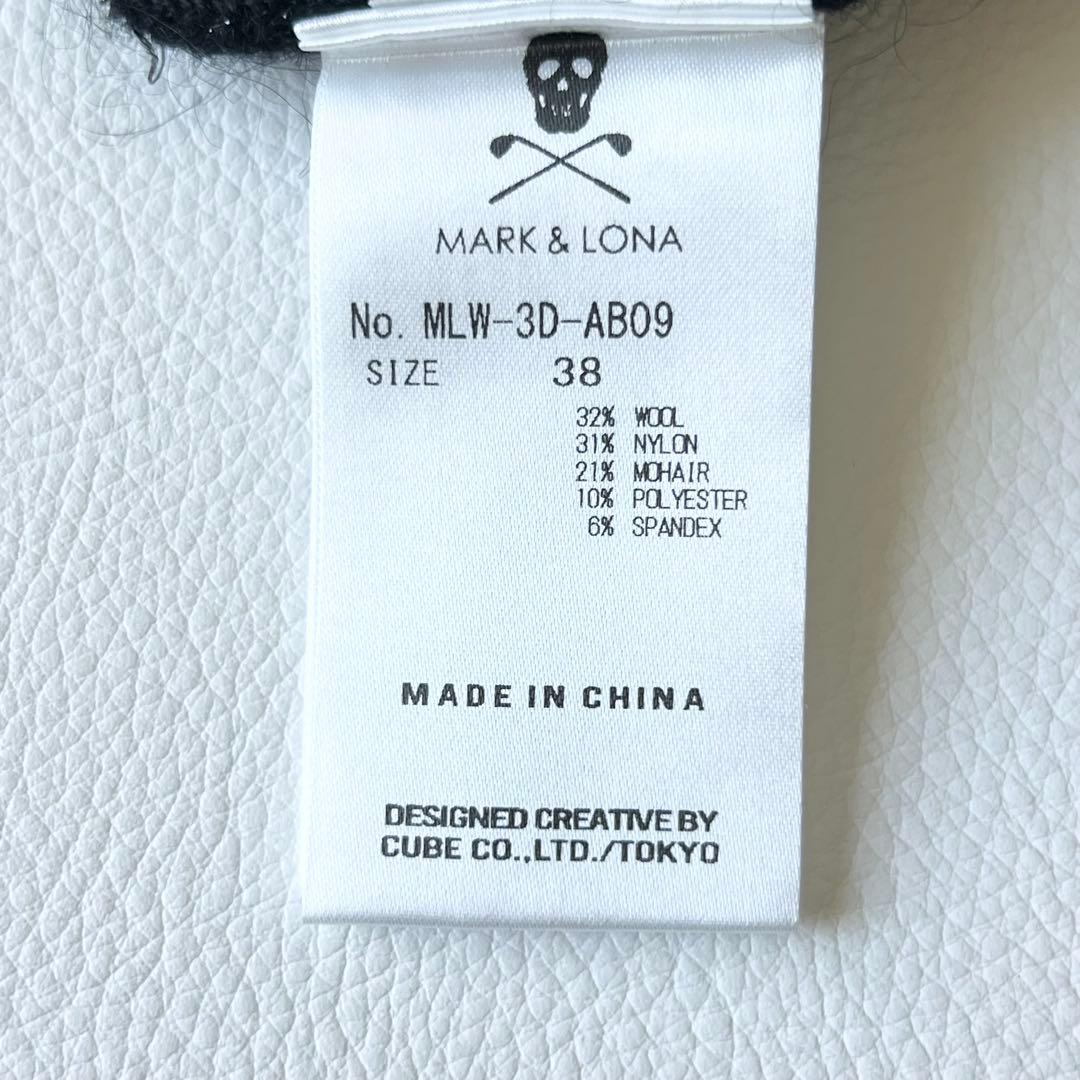 MARK & LONA
No. MLW-3D-AB09
SIZE 38
32% WOOL
31% NYLON
21% MOHAIR
10% POLYESTER
6% SPANDEX
MADE IN CHINA
DESIGNED CREATIVE BY
CUBE CO.,LTD./TOKYO